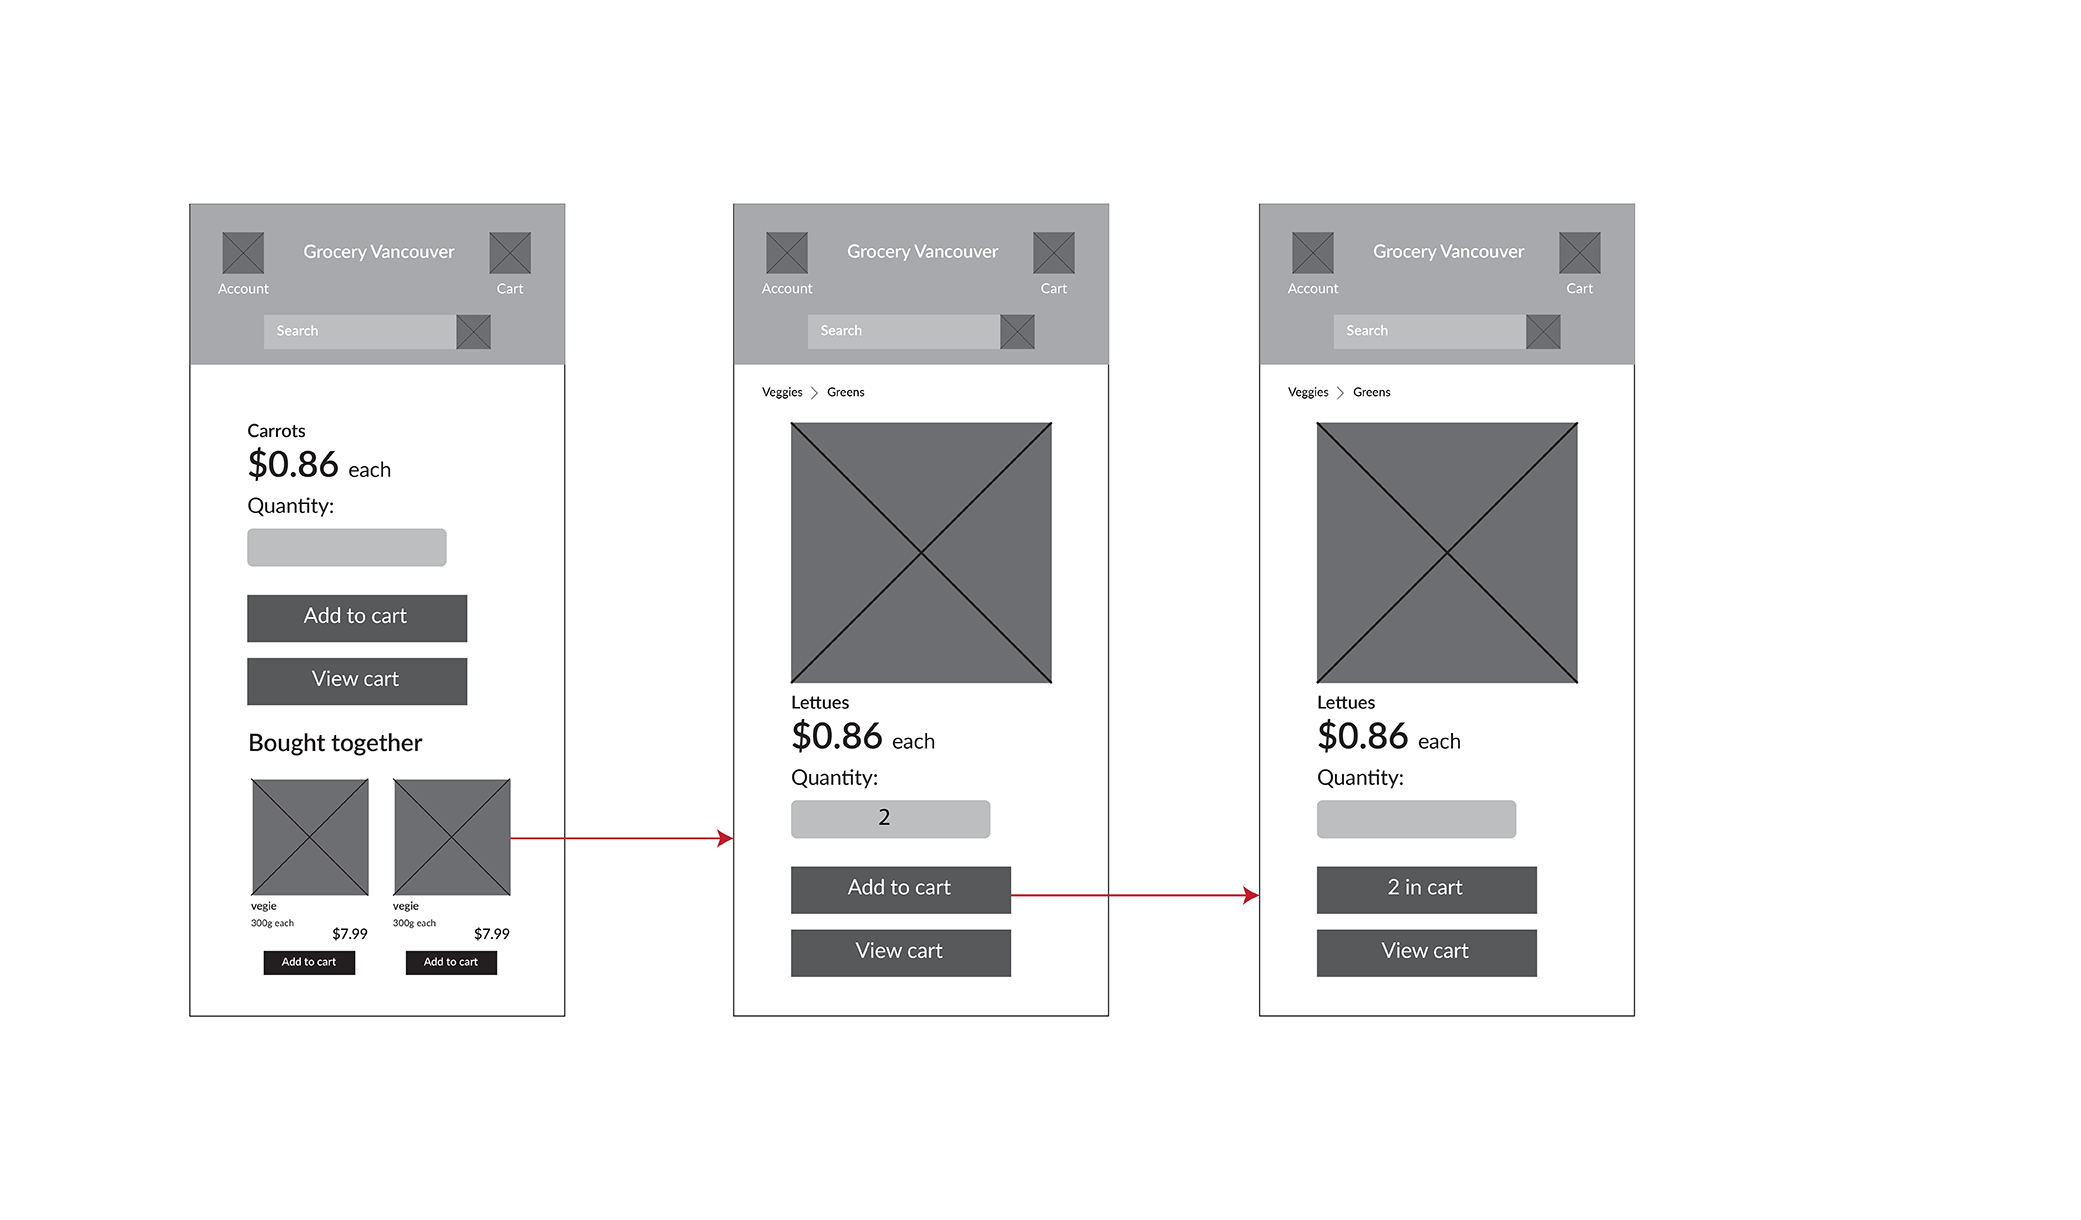 Grocery Vancouver
Account
Cart
Search
Carrots
$0.86 each
Quantity:
Add to cart
View cart
Bought together
vegie
300g each
$7.99
Add to cart
vegie
300g each
$7.99
Add to cart
Grocery Vancouver
Account
Cart
Search
Veggies > Greens
Lettues
$0.86 each
Quantity:
2
Add to cart
View cart
Grocery Vancouver
Account
Cart
Search
Veggies > Greens
Lettues
$0.86 each
Quantity:
2 in cart
View cart